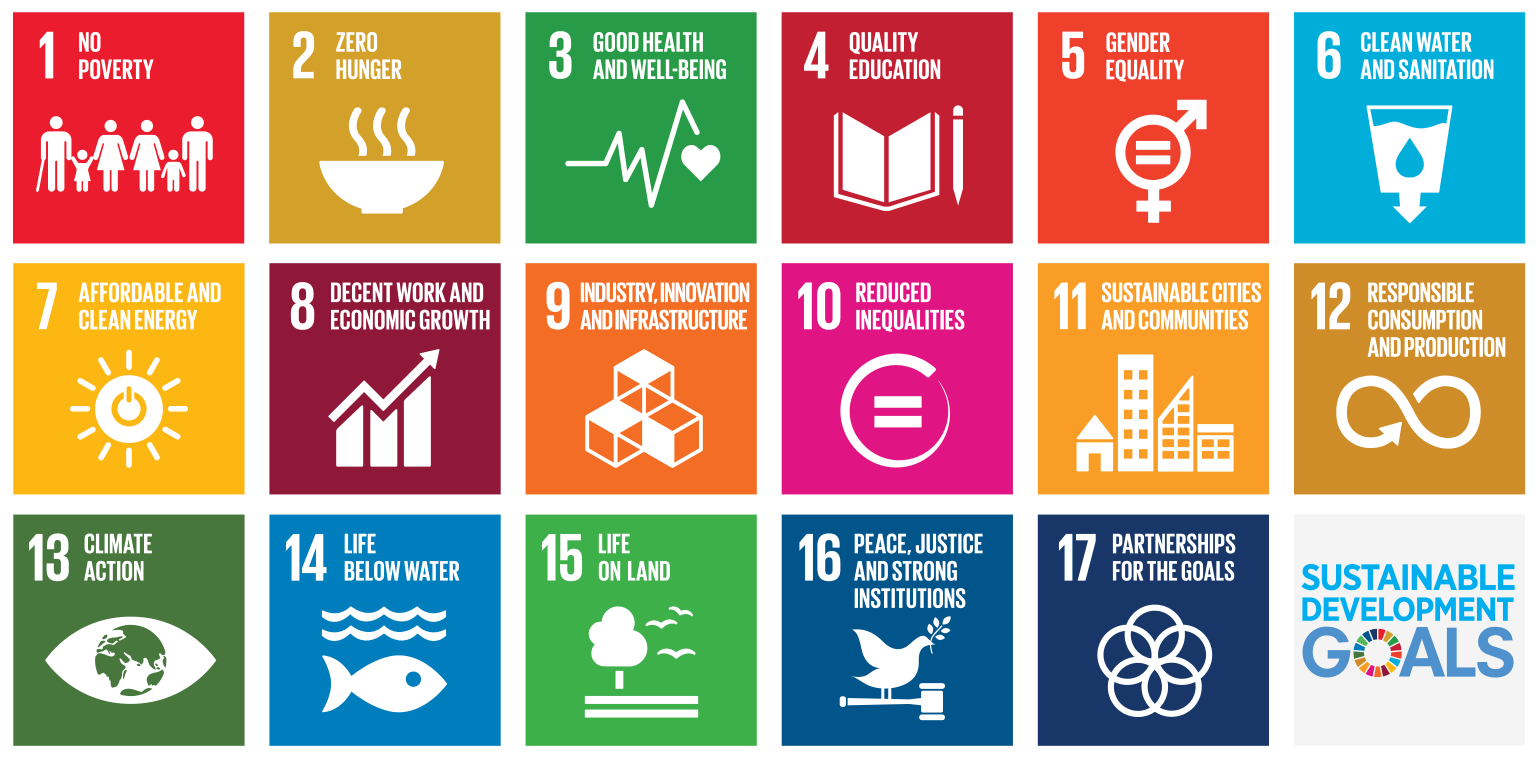 1 NO
POVERTY
2 ZERO
HUNGER
3 GOOD HEALTH
AND WELL-BEING
4 QUALITY
EDUCATION
5 GENDER
EQUALITY
6 CLEAN WATER
AND SANITATION
7 AFFORDABLE AND
CLEAN ENERGY
8 DECENT WORK AND
ECONOMIC GROWTH
9 INDUSTRY, INNOVATION
AND INFRASTRUCTURE
10 REDUCED
INEQUALITIES
11 SUSTAINABLE CITIES
AND COMMUNITIES
12 RESPONSIBLE
CONSUMPTION
AND PRODUCTION
13 CLIMATE
ACTION
14 LIFE
BELOW WATER
15 LIFE
ON LAND
16 PEACE, JUSTICE
AND STRONG
INSTITUTIONS
17 PARTNERSHIPS
FOR THE GOALS
SUSTAINABLE
DEVELOPMENT
GOALS